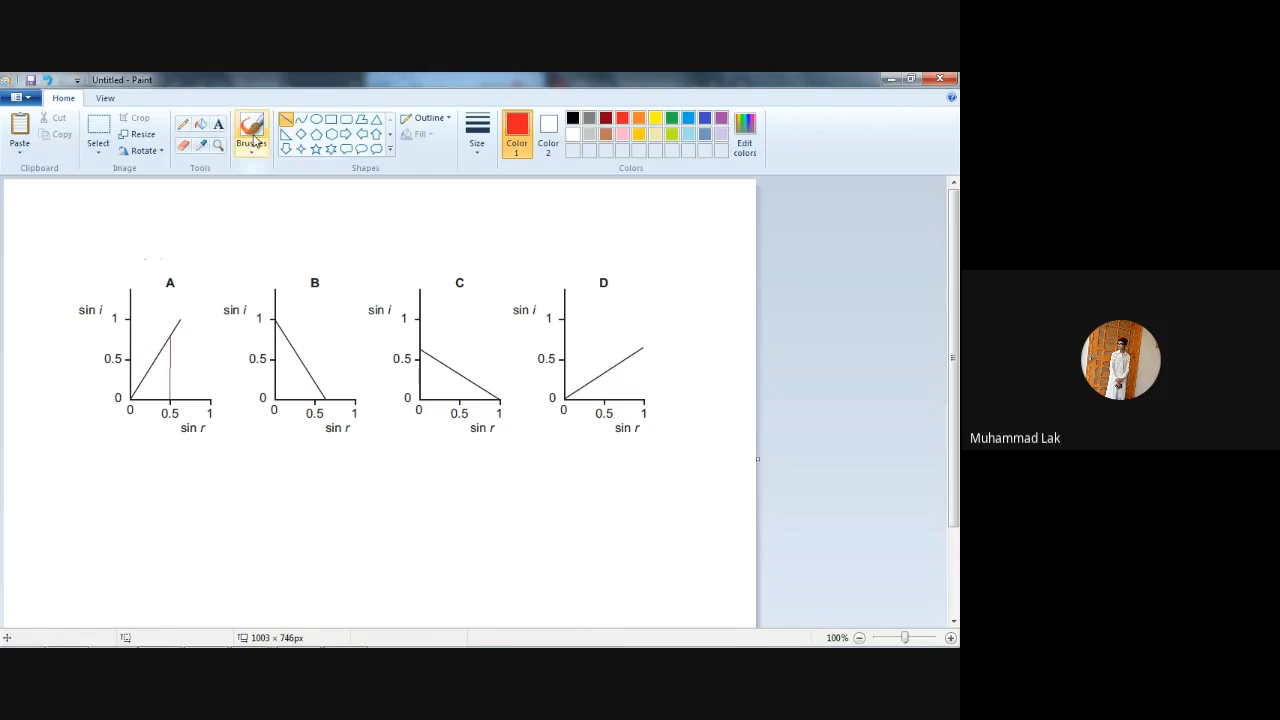 Untitled - Paint
Home
View
Paste
Cut
Copy
Clipboard
Select
Crop
Resize
Rotate
Image
A
Tools
Brushes
Shapes
Outline
Fill
Size
Color
1
Color
2
Edit
colors
Colors
A
sin i
1
0.5
0
0
0.5
1
sin r
B
sin i
1
0.5
0
0
0.5
1
sin r
C
sin i
1
0.5
0
0
0.5
1
sin r
D
sin i
1
0.5
0
0
0.5
1
sin r
Muhammad Lak
1003 × 746px
100%